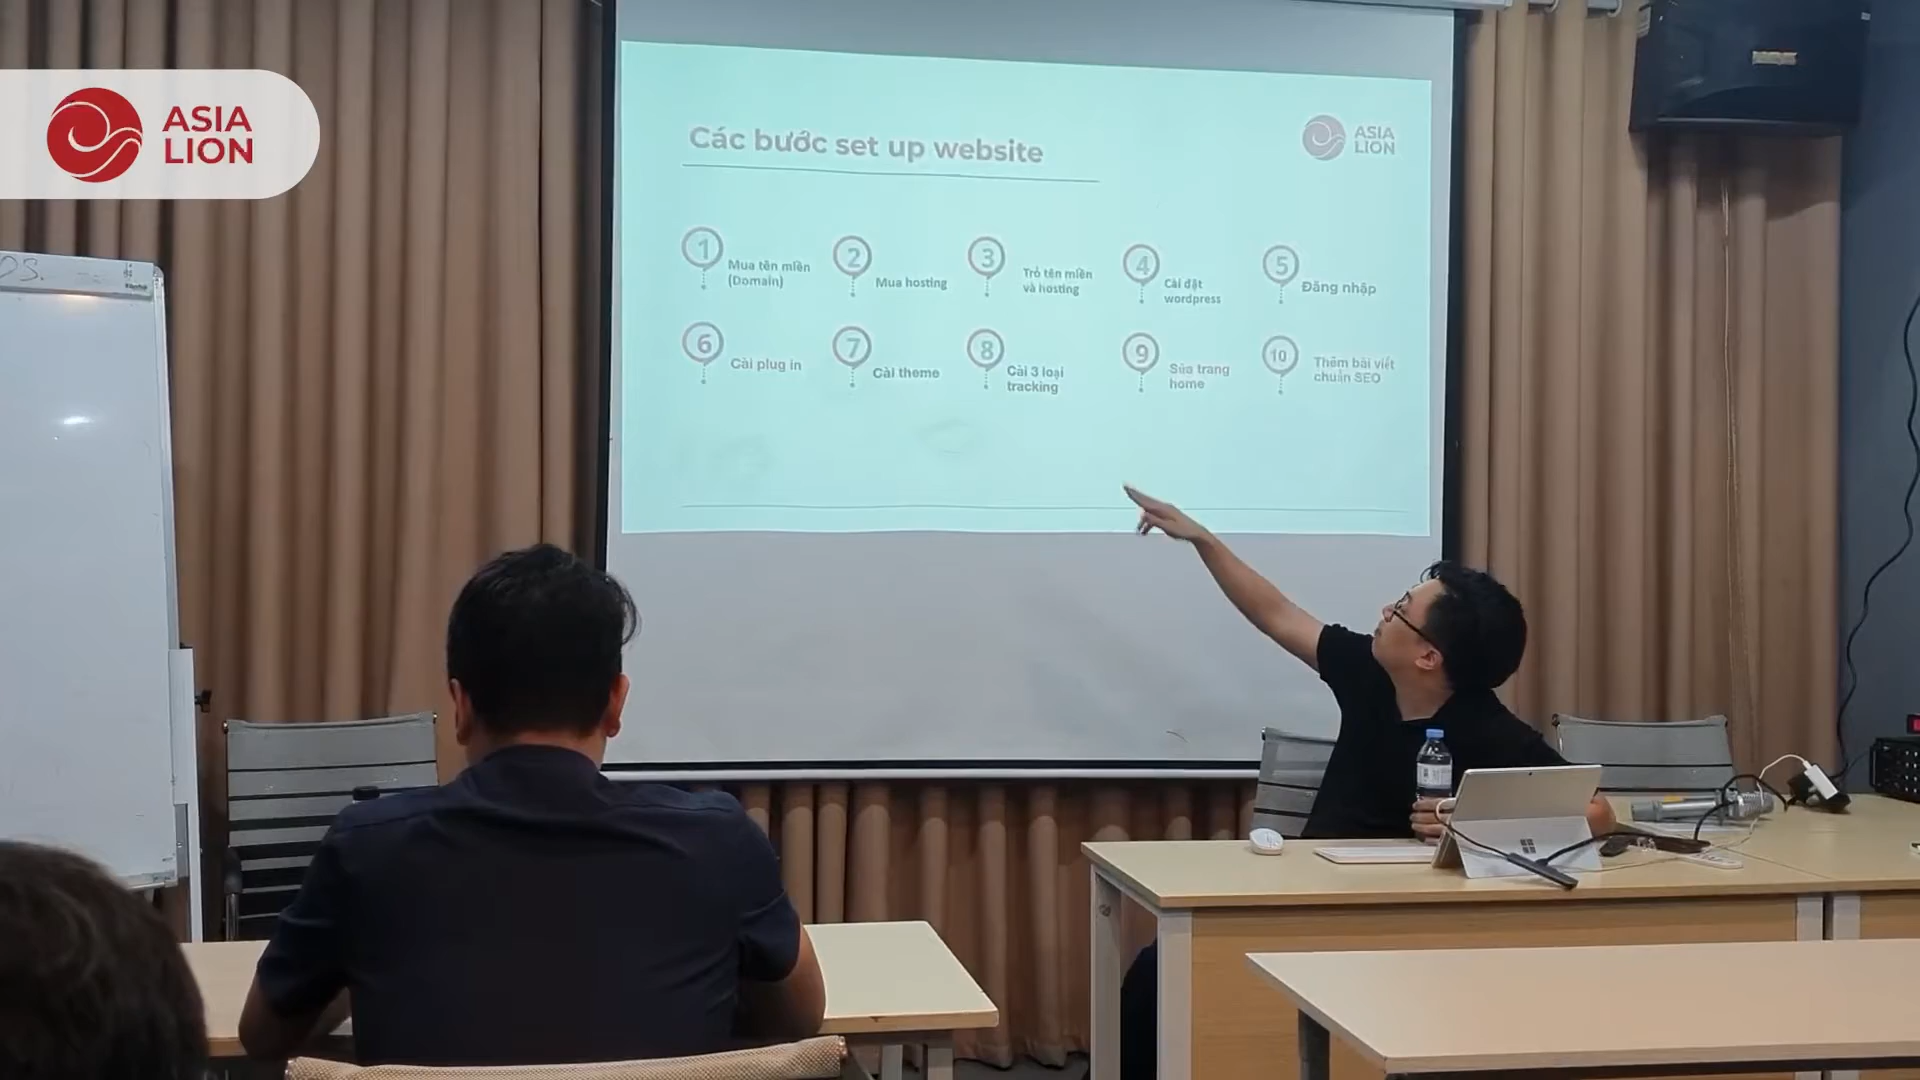 ASIA
LION
Các bước set up website
ASIA
LION
1
Mua tên miền
(Domain)
2
Mua hosting
3
Trỏ tên miền
và hosting
4
Cài đặt
wordpress
5
Đăng nhập
6
Cài plug in
7
Cài theme
8
Cài 3 loại
tracking
9
Sửa trang
home
10
Thêm bài viết
chuẩn SEO